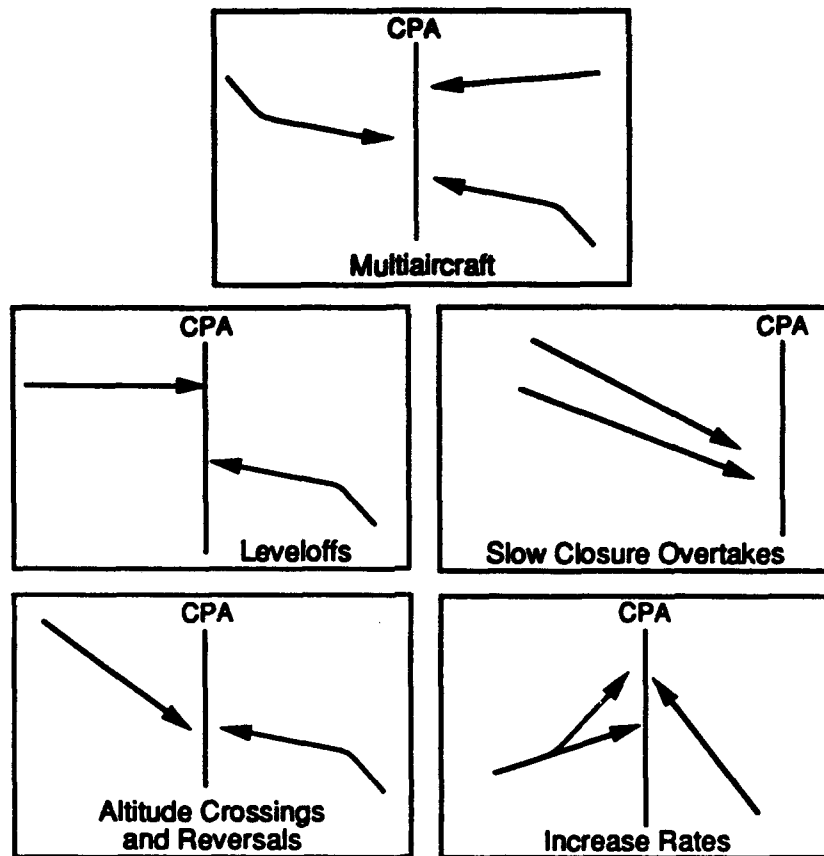 CPA
Multiaircraft
CPA
Leveloffs
CPA
Slow Closure Overtakes
CPA
Altitude Crossings
and Reversals
CPA
Increase Rates